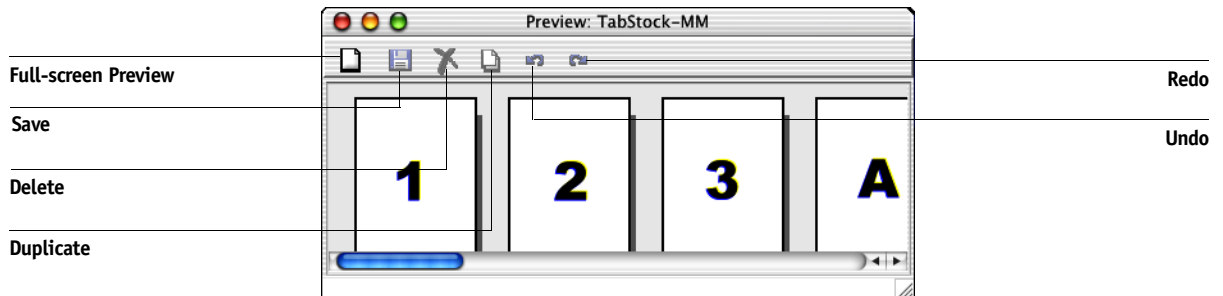 Preview: TabStock-MM
Full-screen Preview
Redo
Save
Undo
Delete
Duplicate
1 2 3 A